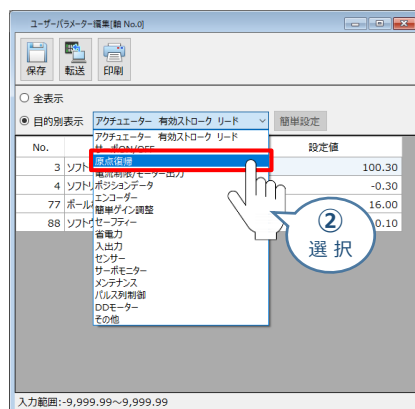 ユーザーパラメーター編集[軸 No.0]
保存 転送 印刷
全表示
目的別表示 アクチュエーター 有効ストローク リード 簡単設定
No. 設定値
アクチュエーター 有効ストローク リード
サーボON/OFF
原点復帰
電流制限/モーター出力
ポジションデータ
エンコーダー
簡単ゲイン調整
セーフティー
省電力
入出力
センサー
サーボモニター
メンテナンス
パルス列制御
DDモーター
その他
3 ソフト 100.30
4 ソフトリ -0.30
77 ボール 16.00
88 ソフト 0.10
②
選択
入力範囲:-9,999.99～9,999.99